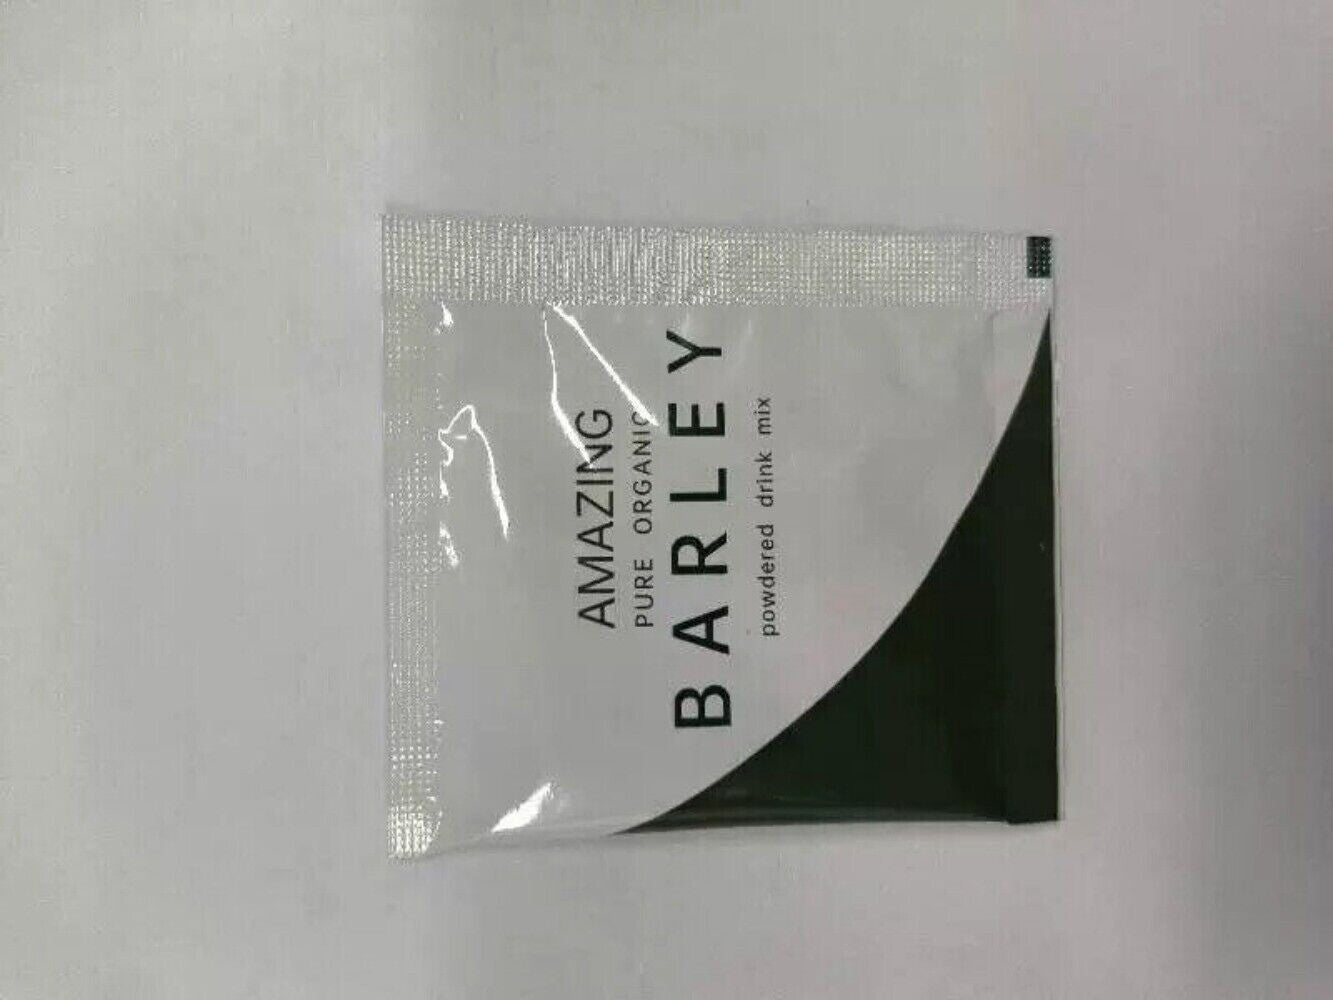 AMAZING
PURE ORGANIC
BARLEY
powdered drink mix